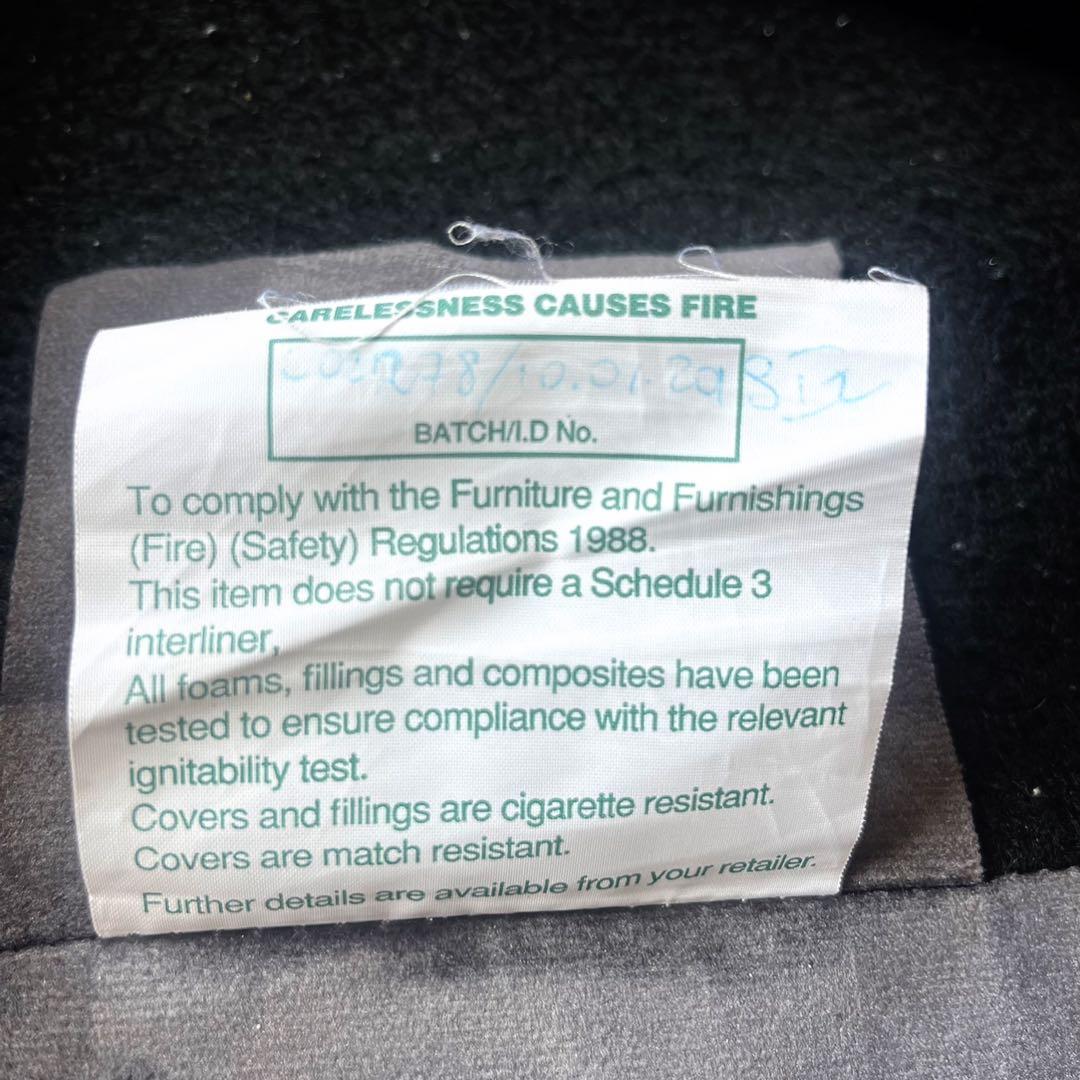 CARELESSNESS CAUSES FIRE
BATCH/I.D No.
To comply with the Furniture and Furnishings
(Fire) (Safety) Regulations 1988.
This item does not require a Schedule 3
interliner,
All foams, fillings and composites have been
tested to ensure compliance with the relevant
ignitability test.
Covers and fillings are cigarette resistant.
Covers are match resistant.
Further details are available from your retailer.